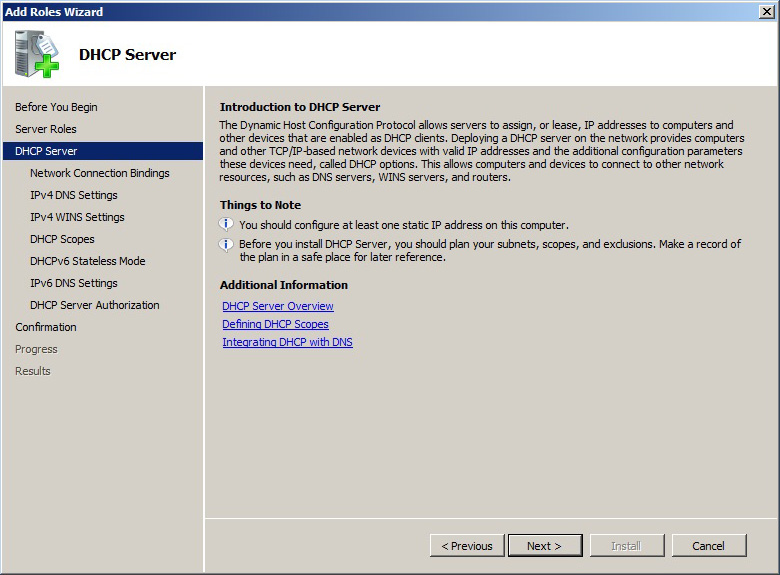 Add Roles Wizard
DHCP Server
Before You Begin
Server Roles
DHCP Server
Network Connection Bindings
IPv4 DNS Settings
IPv4 WINS Settings
DHCP Scopes
DHCPv6 Stateless Mode
IPv6 DNS Settings
DHCP Server Authorization
Confirmation
Progress
Results
Introduction to DHCP Server
The Dynamic Host Configuration Protocol allows servers to assign, or lease, IP addresses to computers and
other devices that are enabled as DHCP clients. Deploying a DHCP server on the network provides computers
and other TCP/IP-based network devices with valid IP addresses and the additional configuration parameters
these devices need, called DHCP options. This allows computers and devices to connect to other network
resources, such as DNS servers, WINS servers, and routers.
Things to Note
You should configure at least one static IP address on this computer.
Before you install DHCP Server, you should plan your subnets, scopes, and exclusions. Make a record of
the plan in a safe place for later reference.
Additional Information
DHCP Server Overview
Defining DHCP Scopes
Integrating DHCP with DNS
< Previous
Next >
Install
Cancel